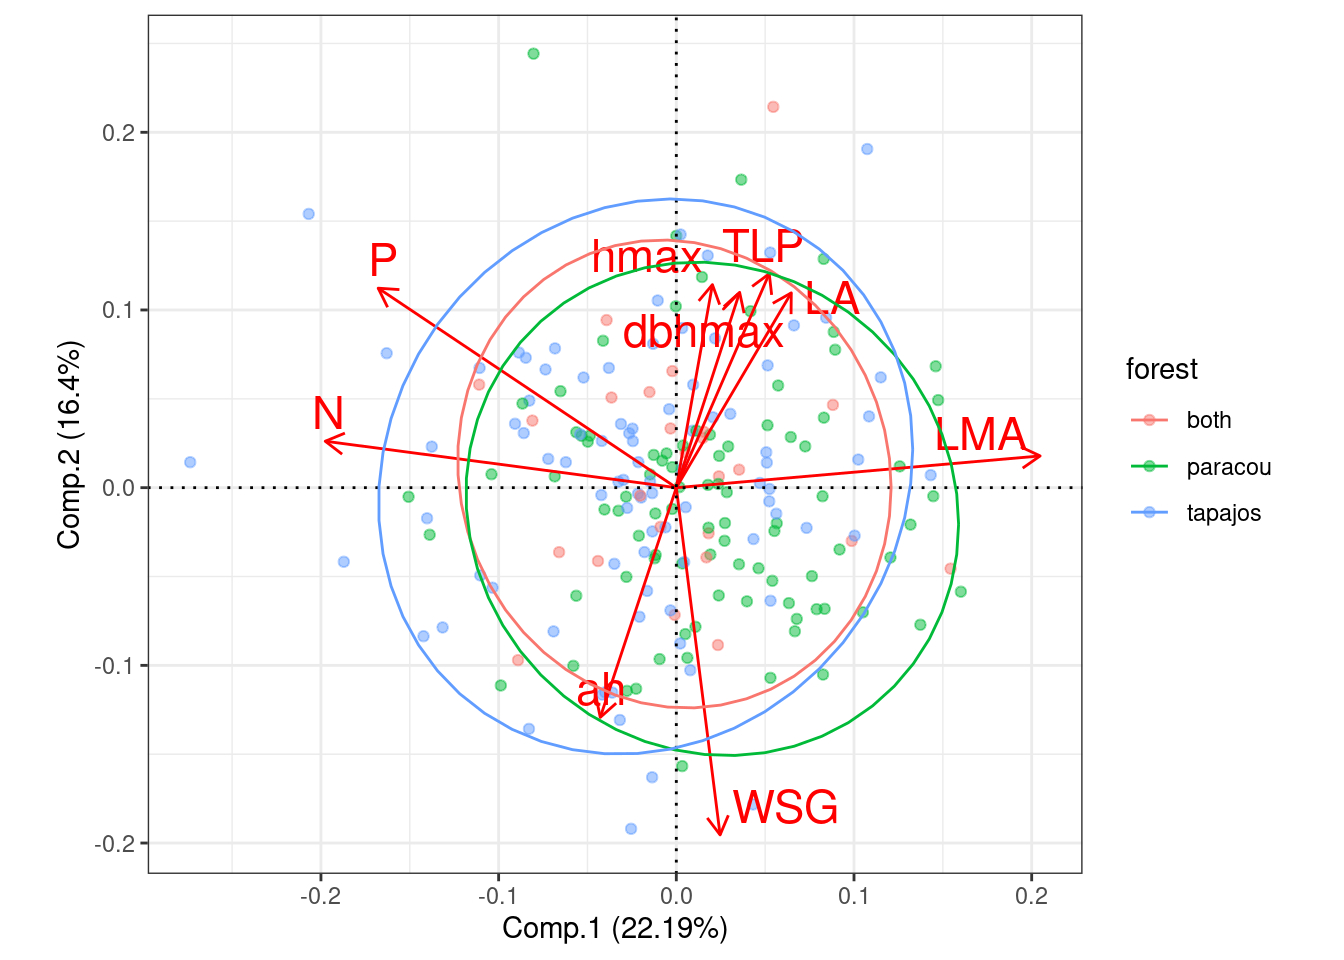 0.2
0.1
0.0
-0.1
-0.2
Comp.2 (16.4%)
P
N
hmax
TLP
LA
dbhmax
LMA
ah
WSG
-0.2
-0.1
0.0
0.1
0.2
Comp.1 (22.19%)
forest
both
paracou
tapajos